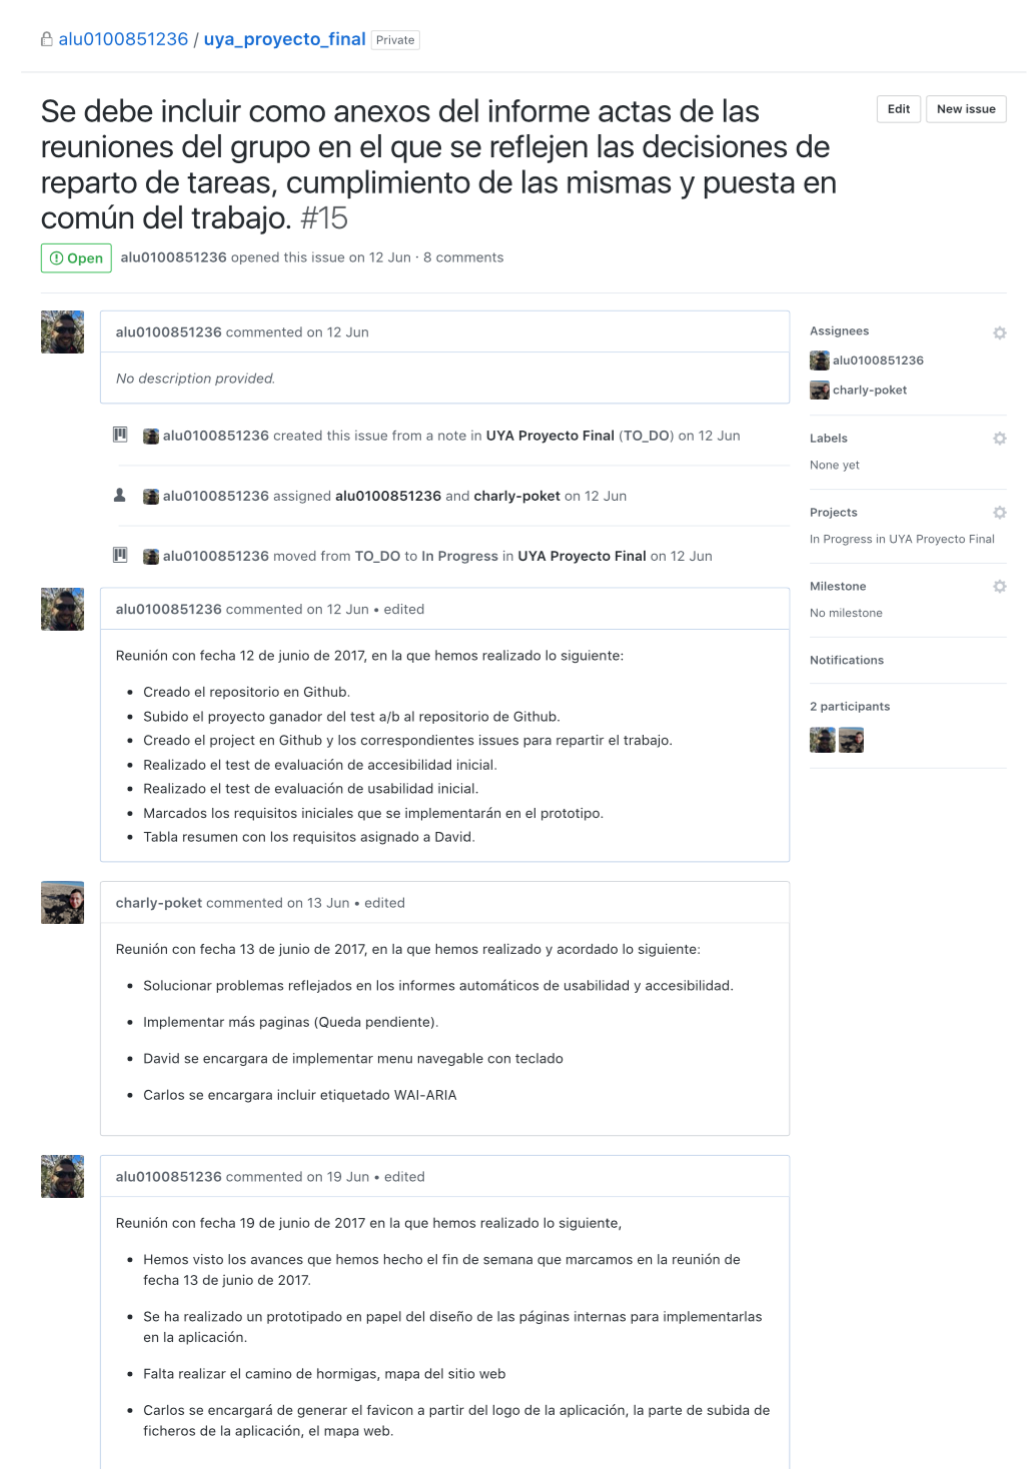 alu0100851236 / uya_proyecto_final Private
Se debe incluir como anexos del informe actas de las
reuniones del grupo en el que se reflejen las decisiones de
reparto de tareas, cumplimiento de las mismas y puesta en
común del trabajo. #15
Edit New issue
Open alu0100851236 opened this issue on 12 Jun · 8 comments
alu0100851236 commented on 12 Jun
No description provided.
alu0100851236 created this issue from a note in UYA Proyecto Final (TO_DO) on 12 Jun
alu0100851236 assigned alu0100851236 and charly-poket on 12 Jun
alu0100851236 moved from TO_DO to In Progress in UYA Proyecto Final on 12 Jun
alu0100851236 commented on 12 Jun • edited
Reunión con fecha 12 de junio de 2017, en la que hemos realizado lo siguiente:
• Creado el repositorio en Github.
• Subido el proyecto ganador del test a/b al repositorio de Github.
• Creado el project en Github y los correspondientes issues para repartir el trabajo.
• Realizado el test de evaluación de accesibilidad inicial.
• Realizado el test de evaluación de usabilidad inicial.
• Marcados los requisitos iniciales que se implementarán en el prototipo.
• Tabla resumen con los requisitos asignado a David.
charly-poket commented on 13 Jun • edited
Reunión con fecha 13 de junio de 2017, en la que hemos realizado y acordado lo siguiente:
• Solucionar problemas reflejados en los informes automáticos de usabilidad y accesibilidad.
• Implementar más paginas (Queda pendiente).
• David se encargara de implementar menu navegable con teclado
• Carlos se encargara incluir etiquetado WAI-ARIA
alu0100851236 commented on 19 Jun • edited
Reunión con fecha 19 de junio de 2017 en la que hemos realizado lo siguiente,
• Hemos visto los avances que hemos hecho el fin de semana que marcamos en la reunión de
fecha 13 de junio de 2017.
• Se ha realizado un prototipado en papel del diseño de las páginas internas para implementarlas
en la aplicación.
• Falta realizar el camino de hormigas, mapa del sitio web
• Carlos se encargará de generar el favicon a partir del logo de la aplicación, la parte de subida de
ficheros de la aplicación, el mapa web.
Assignees
alu0100851236
charly-poket
Labels
None yet
Projects
In Progress in UYA Proyecto Final
Milestone
No milestone
Notifications
2 participants